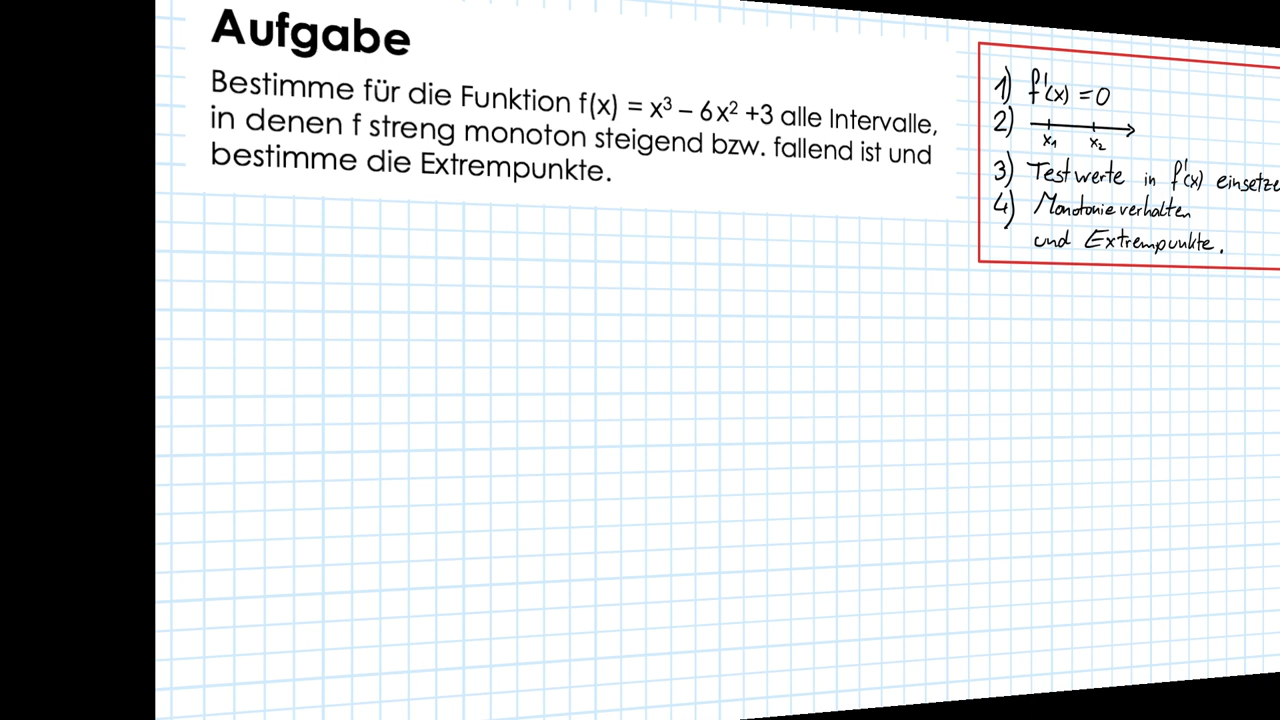 Aufgabe
Bestimme für die Funktion f(x) = x³ – 6x² +3 alle Intervalle,
in denen f streng monoton steigend bzw. fallend ist und
bestimme die Extrempunkte.
1) f'(x) = 0
2)
x₁ x₂
3) Testwerte in f'(x) einsetze
4) Monotonieverhalten
und Extrempunkte.